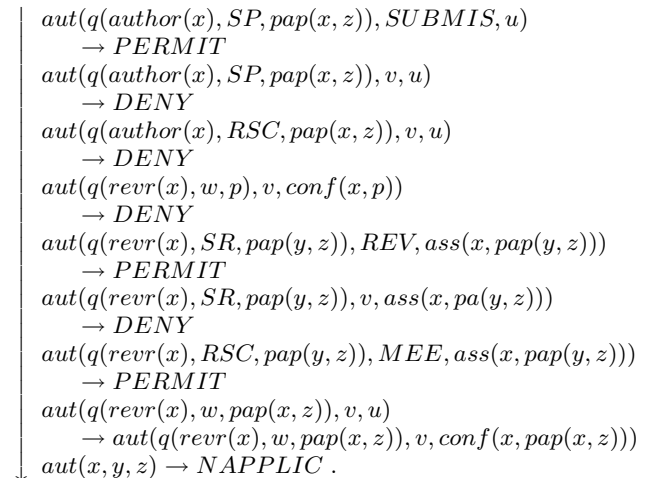 aut(q(author(x), SP, pap(x, z)), SUBMIS, u)
→ PERMIT
aut(q(author(x), SP, pap(x, z)), v, u)
→ DENY
aut(q(author(x), RSC, pap(x, z)), v, u)
→ DENY
aut(q(revr(x), w, p), v, conf(x, p))
→ DENY
aut(q(revr(x), SR, pap(y, z)), REV, ass(x, pap(y, z)))
→ PERMIT
aut(q(revr(x), SR, pap(y, z)), v, ass(x, pa(y, z)))
→ DENY
aut(q(revr(x), RSC, pap(y, z)), MEE, ass(x, pap(y, z)))
→ PERMIT
aut(q(revr(x), w, pap(x, z)), v, u)
→ aut(q(revr(x), w, pap(x, z)), v, conf(x, pap(x, z)))
aut(x, y, z) → NAPPLIC .